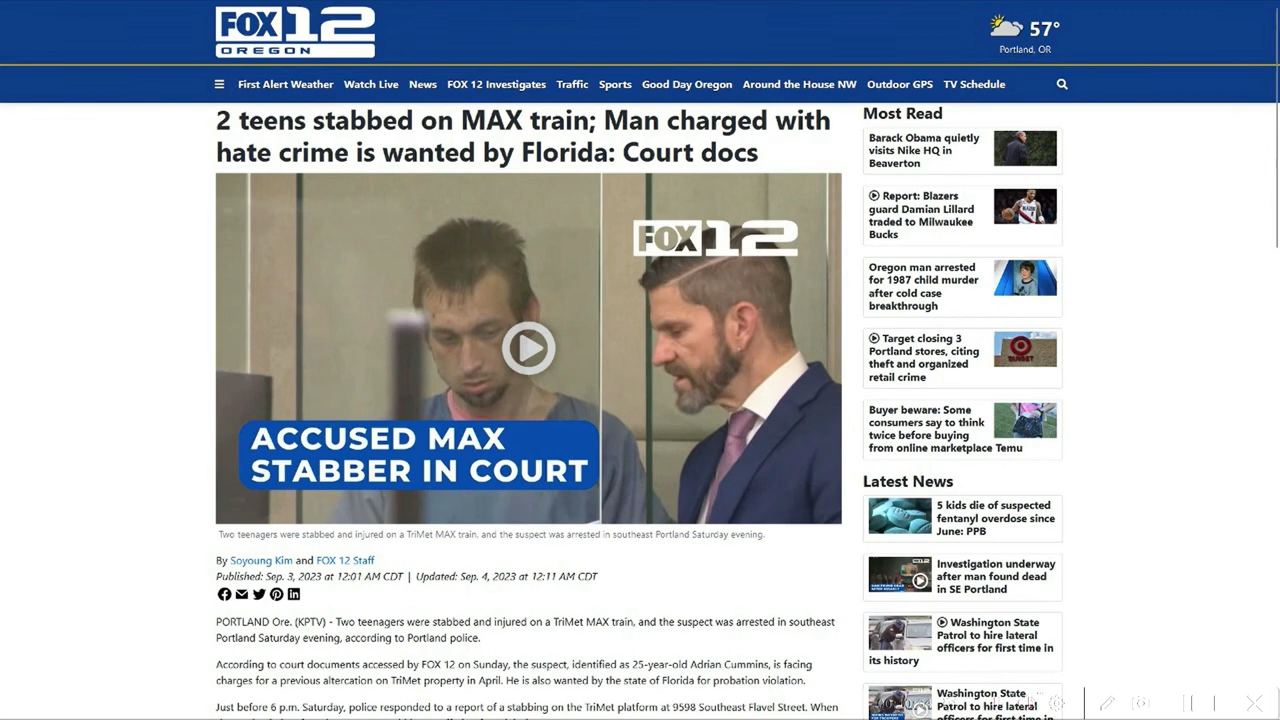 FOX 12
OREGON
57°
Portland, OR
First Alert Weather Watch Live News FOX 12 Investigates Traffic Sports Good Day Oregon Around the House NW Outdoor GPS TV Schedule
2 teens stabbed on MAX train; Man charged with
hate crime is wanted by Florida: Court docs
FOX 12
ACCUSED MAX
STABBER IN COURT
Two teenagers were stabbed and injured on a TriMet MAX train, and the suspect was arrested in southeast Portland Saturday evening.
By Soyoung Kim and FOX 12 Staff
Published: Sep. 3, 2023 at 12:01 AM CDT | Updated: Sep. 4, 2023 at 12:11 AM CDT
PORTLAND Ore. (KPTV) - Two teenagers were stabbed and injured on a TriMet MAX train, and the suspect was arrested in southeast
Portland Saturday evening, according to Portland police.
According to court documents accessed by FOX 12 on Sunday, the suspect, identified as 25-year-old Adrian Cummins, is facing
charges for a previous altercation on TriMet property in April. He is also wanted by the state of Florida for probation violation.
Just before 6 p.m. Saturday, police responded to a report of a stabbing on the TriMet platform at 9598 Southeast Flavel Street. When
Most Read
Barack Obama quietly
visits Nike HQ in
Beaverton
Report: Blazers
guard Damian Lillard
traded to Milwaukee
Bucks
Oregon man arrested
for 1987 child murder
after cold case
breakthrough
Target closing 3
Portland stores, citing
theft and organized
retail crime
Buyer beware: Some
consumers say to think
twice before buying
from online marketplace Temu
Latest News
5 kids die of suspected
fentanyl overdose since
June: PPB
Investigation underway
after man found dead
in SE Portland
Washington State
Patrol to hire lateral
officers for first time in
its history
Washington State
Patrol to hire lateral
officers for first time in